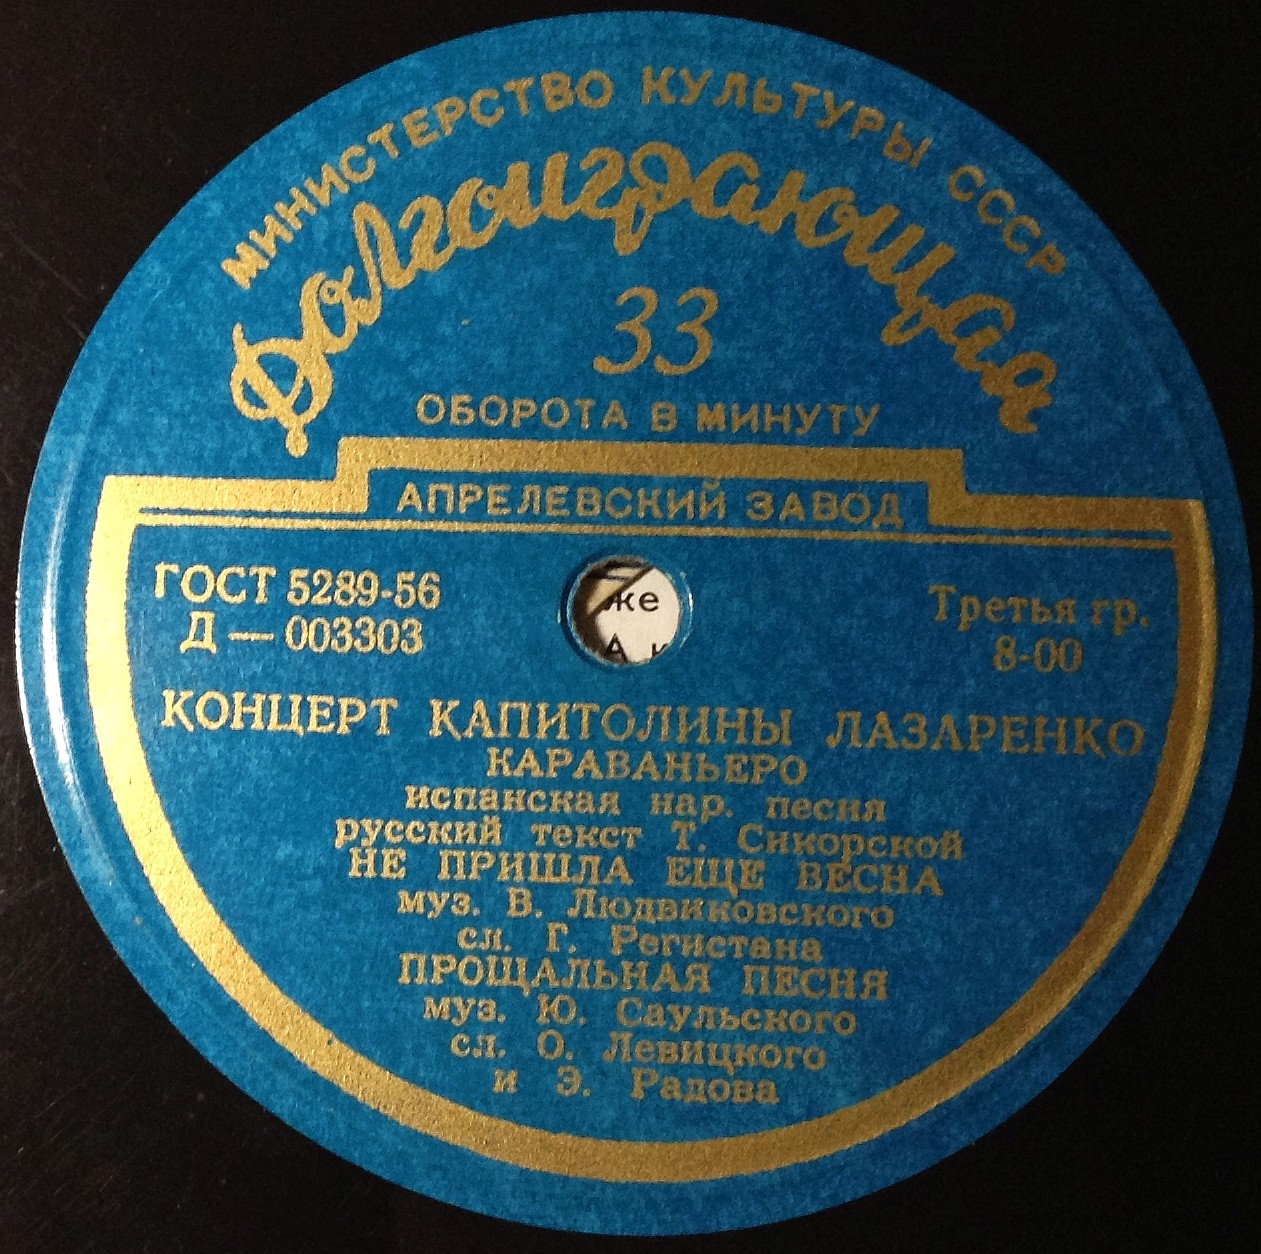 МИНИСТЕРСТВО КУЛЬТУРЫ СССР
Долгоиграющая
33
ОБОРОТА В МИНУТУ
АПРЕЛЕВСКИЙ ЗАВОД
ГОСТ 5289-56
Д — 003303
Третья гр.
8-00
же
А
КОНЦЕРТ КАПИТОЛИНЫ ЛАЗАРЕНКО
КАРАВАНЬЕРО
испанская нар. песня
русский текст Т. Сикорской
НЕ ПРИШЛА ЕЩЕ ВЕСНА
муз. В. Людвиковского
сл. Г. Регистана
ПРОЩАЛЬНАЯ ПЕСНЯ
муз. Ю. Саульского
сл. О. Левицкого
и Э. Радова